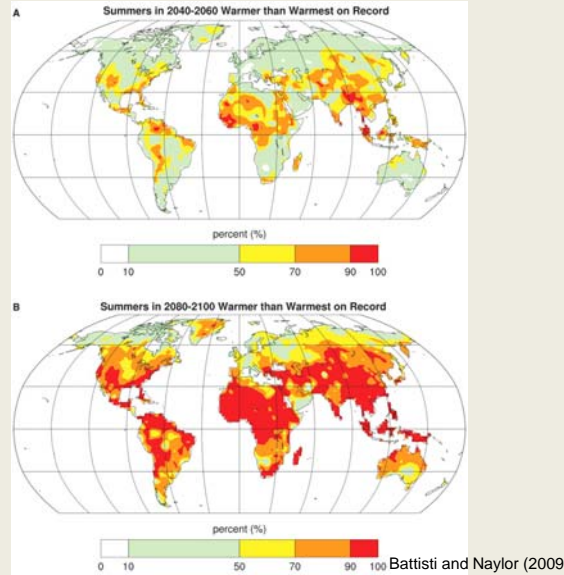 A Summers in 2040-2060 Warmer than Warmest on Record
percent (%)
0 10 50 70 90 100
B Summers in 2080-2100 Warmer than Warmest on Record
percent (%)
0 10 50 70 90 100
Battisti and Naylor (2009